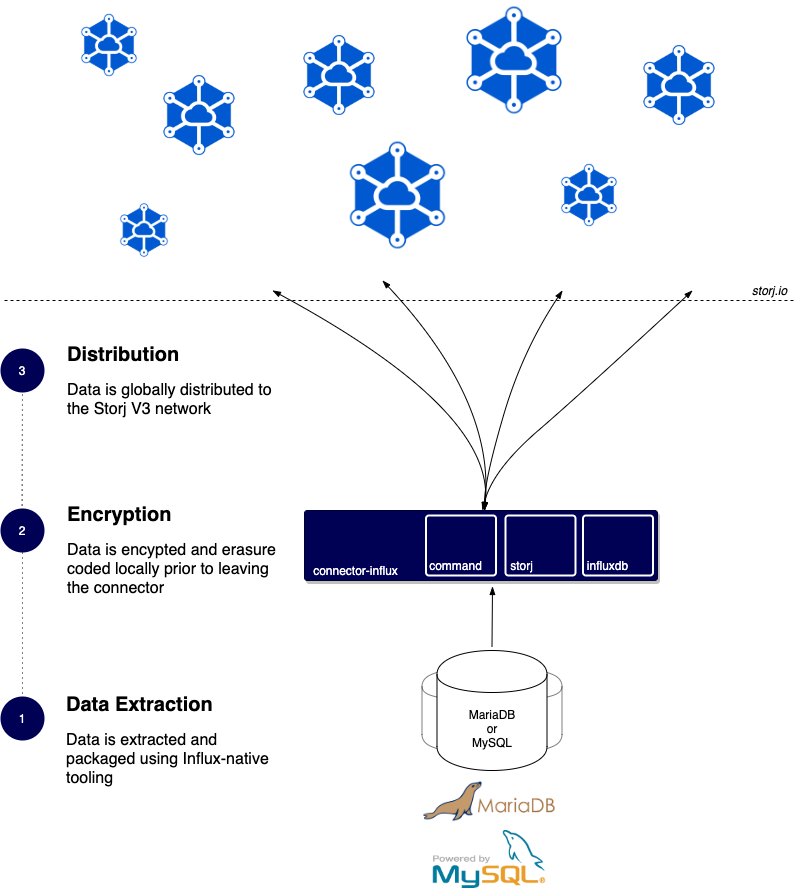 storj.io
3
Distribution
Data is globally distributed to
the Storj V3 network
2
Encryption
Data is encypted and erasure
coded locally prior to leaving
the connector
connector-influx
command
storj
influxdb
1
Data Extraction
Data is extracted and
packaged using Influx-native
tooling
MariaDB
or
MySQL
MariaDB
Powered by
MySQL®